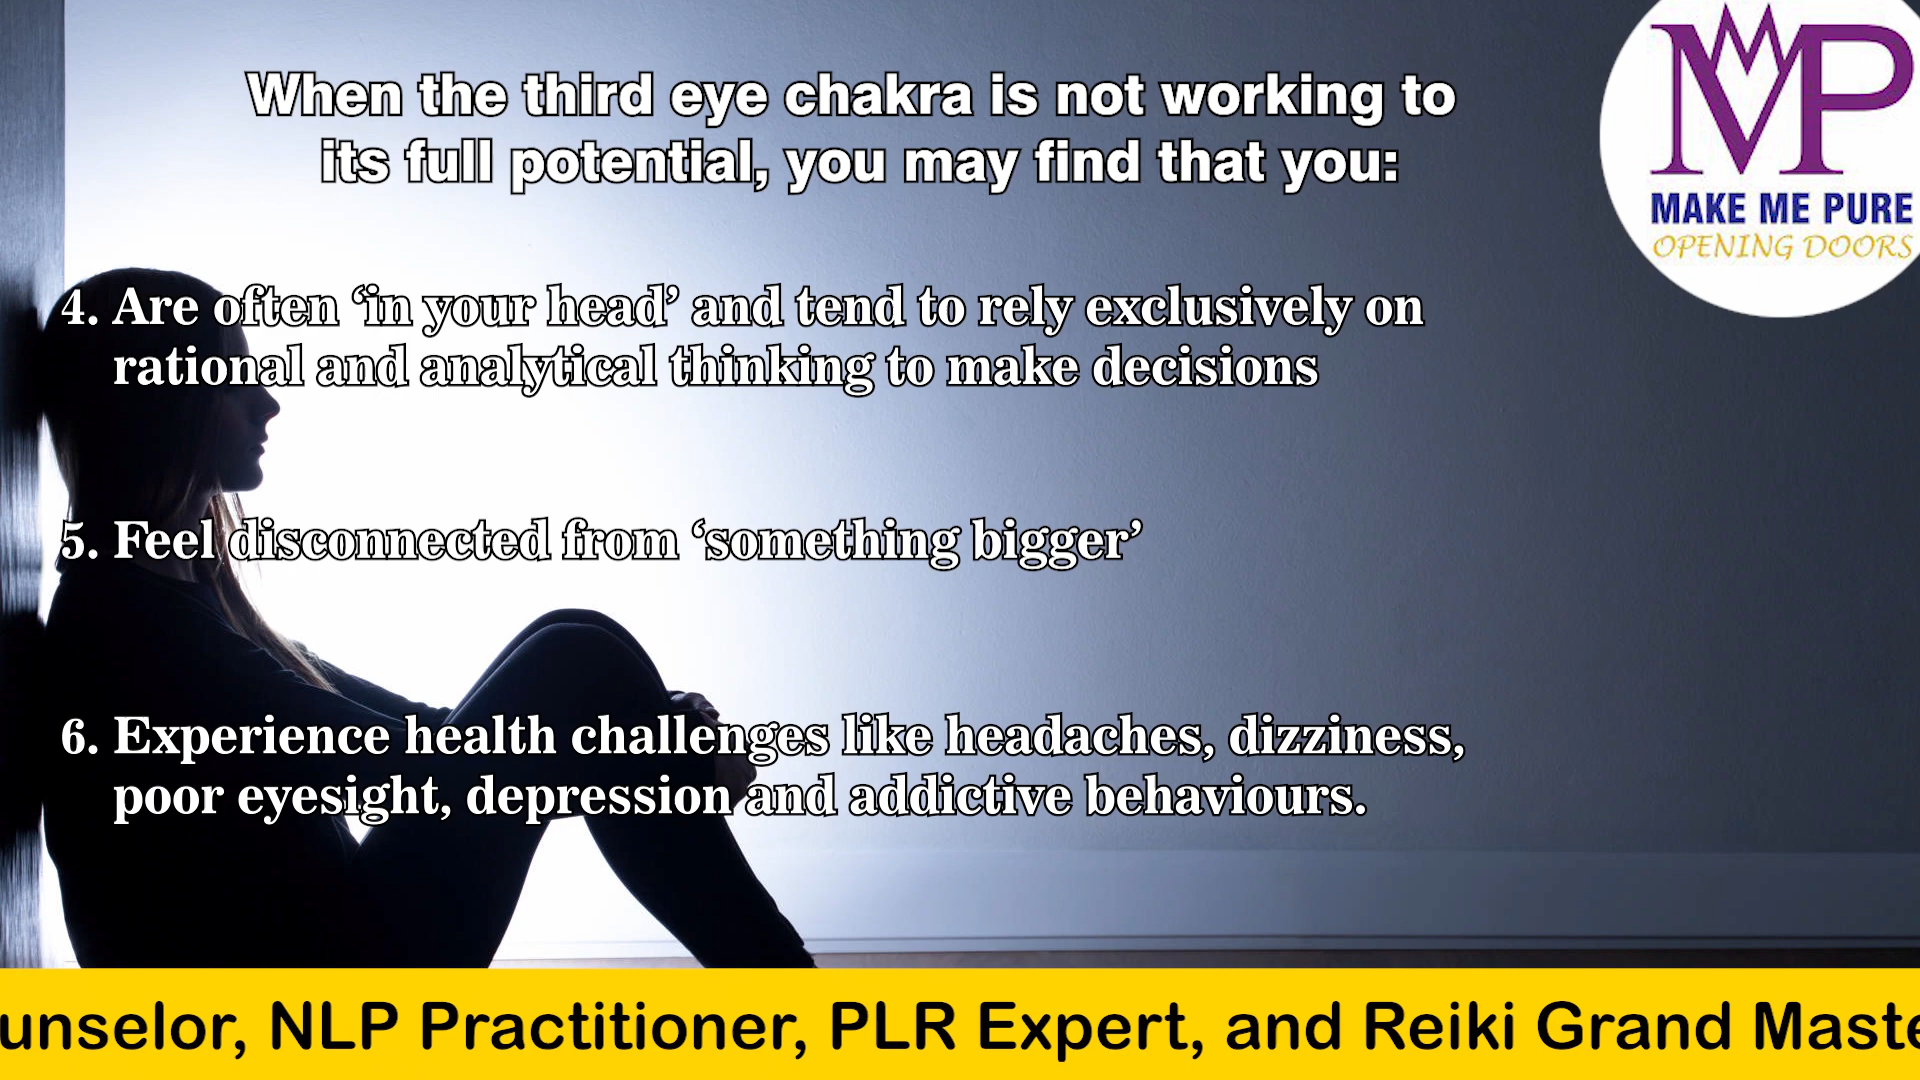 When the third eye chakra is not working to
its full potential, you may find that you:
MP
MAKE ME PURE
OPENING DOORS
4. Are often ‘in your head’ and tend to rely exclusively on
rational and analytical thinking to make decisions
5. Feel disconnected from ‘something bigger’
6. Experience health challenges like headaches, dizziness,
poor eyesight, depression and addictive behaviours.
NLP Practitioner, PLR Expert, and Reiki Grand